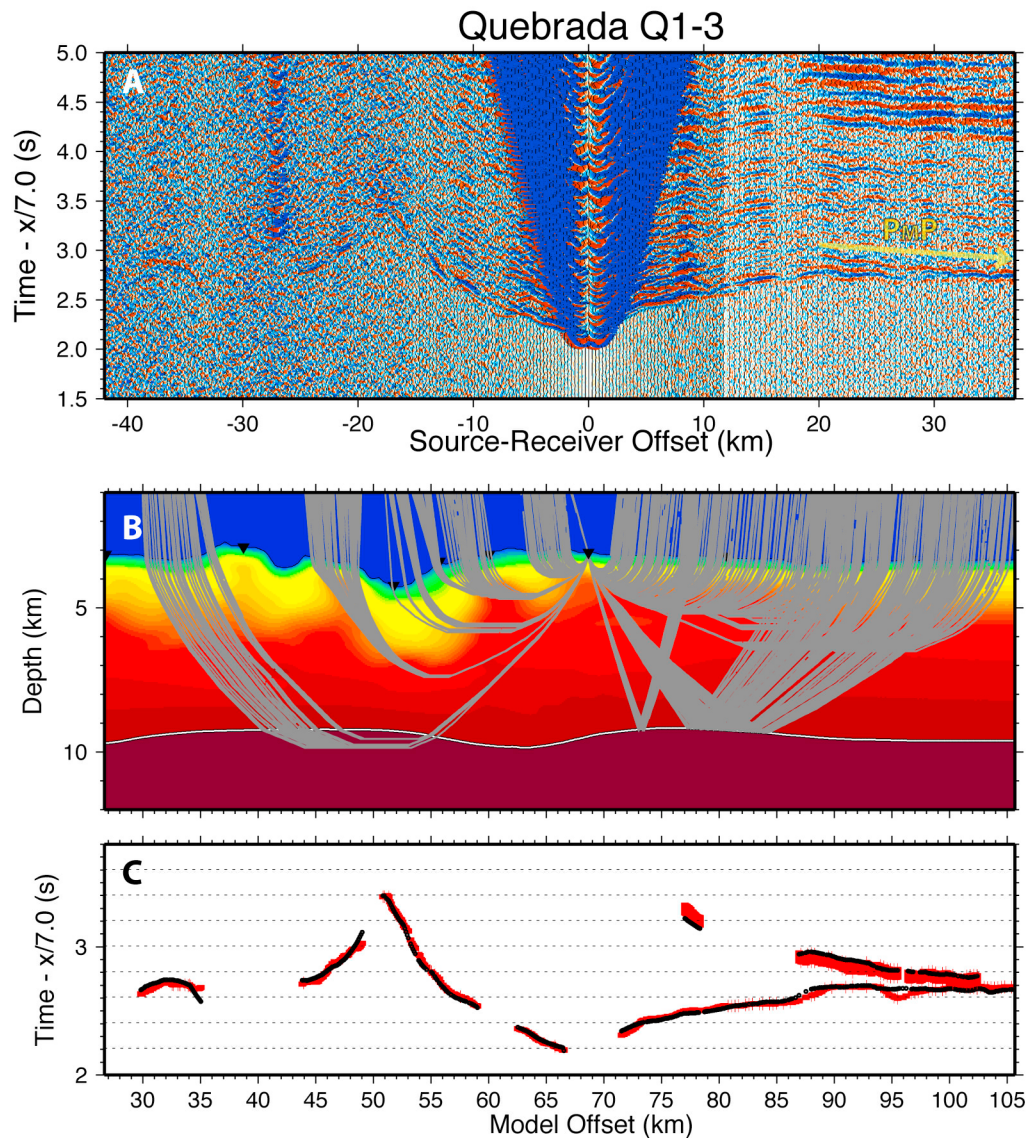 Quebrada Q1-3
A
5.0
4.5
4.0
3.5
3.0
2.5
2.0
1.5
Time - x/7.0 (s)
PMP
-40 -30 -20 -10 0 10 20 30
Source-Receiver Offset (km)
B
5
10
Depth (km)
C
3
2
Time - x/7.0 (s)
30 35 40 45 50 55 60 65 70 75 80 85 90 95 100 105
Model Offset (km)